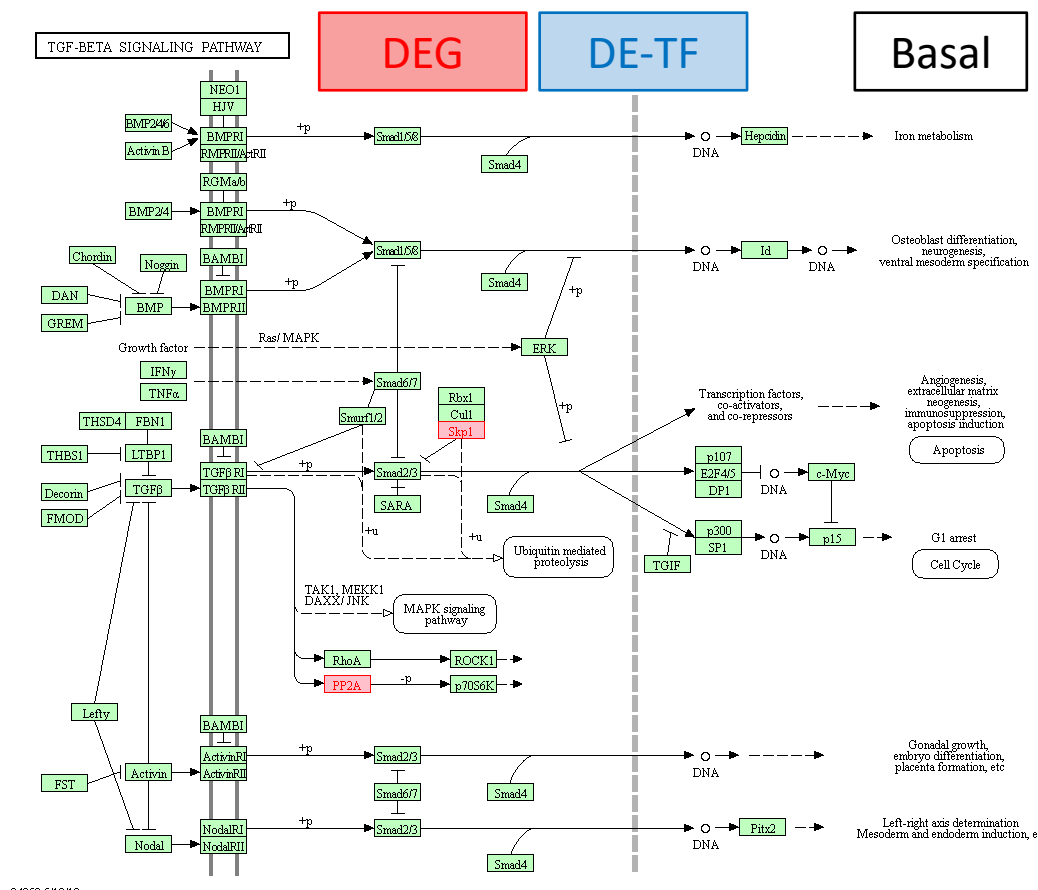 TGF-BETA SIGNALING PATHWAY
DEG
DE-TF
Basal
NEO1
HJV
BMP2/4/6
Activin B
BMPRI
RMPRII/ActRII
+p
Smad1/5/8
Smad4
DNA
Hepcidin
Iron metabolism
RGMa/b
BMP2/4
BMPRI
RMPRII/ActRII
+p
Smad1/5/8
Smad4
DNA
Id
DNA
Osteoblast differentiation,
neurogenesis,
ventral mesoderm specification
Chordin
Noggin
DAN
GREM
BMP
BAMBI
BMPRI
BMPRII
+p
+p
Growth factor
Ras/ MAPK
ERK
+p
IFNγ
TNFα
Smad6/7
Smurf1/2
Rbx1
Cul1
Skp1
Transcription factors,
co-activators,
and co-repressors
Angiogenesis,
extracellular matrix
neogenesis,
immunosuppression,
apoptosis induction
Apoptosis
THSD4
FBN1
THBS1
LTBP1
Decorin
FMOD
TGFβ
BAMBI
TGFβ RI
TGFβ RII
+p
Smad2/3
SARA
Smad4
p107
E2F4/5
DP1
DNA
c-Myc
p300
SP1
TGIF
DNA
p15
G1 arrest
Cell Cycle
+u
+u
Ubiquitin mediated
proteolysis
TAK1, MEKK1
DAXX/ JNK
MAPK signaling
pathway
RhoA
ROCK1
PP2A
-p
p70S6K
Lefty
BAMBI
FST
Activin
ActivinRI
ActivinRII
+p
Smad2/3
Smad6/7
Smad4
DNA
Gonadal growth,
embryo differentiation,
placenta formation, etc
Nodal
NodalRI
NodalRII
+p
Smad2/3
Smad4
DNA
Pitx2
Left-right axis determination
Mesoderm and endoderm induction, e